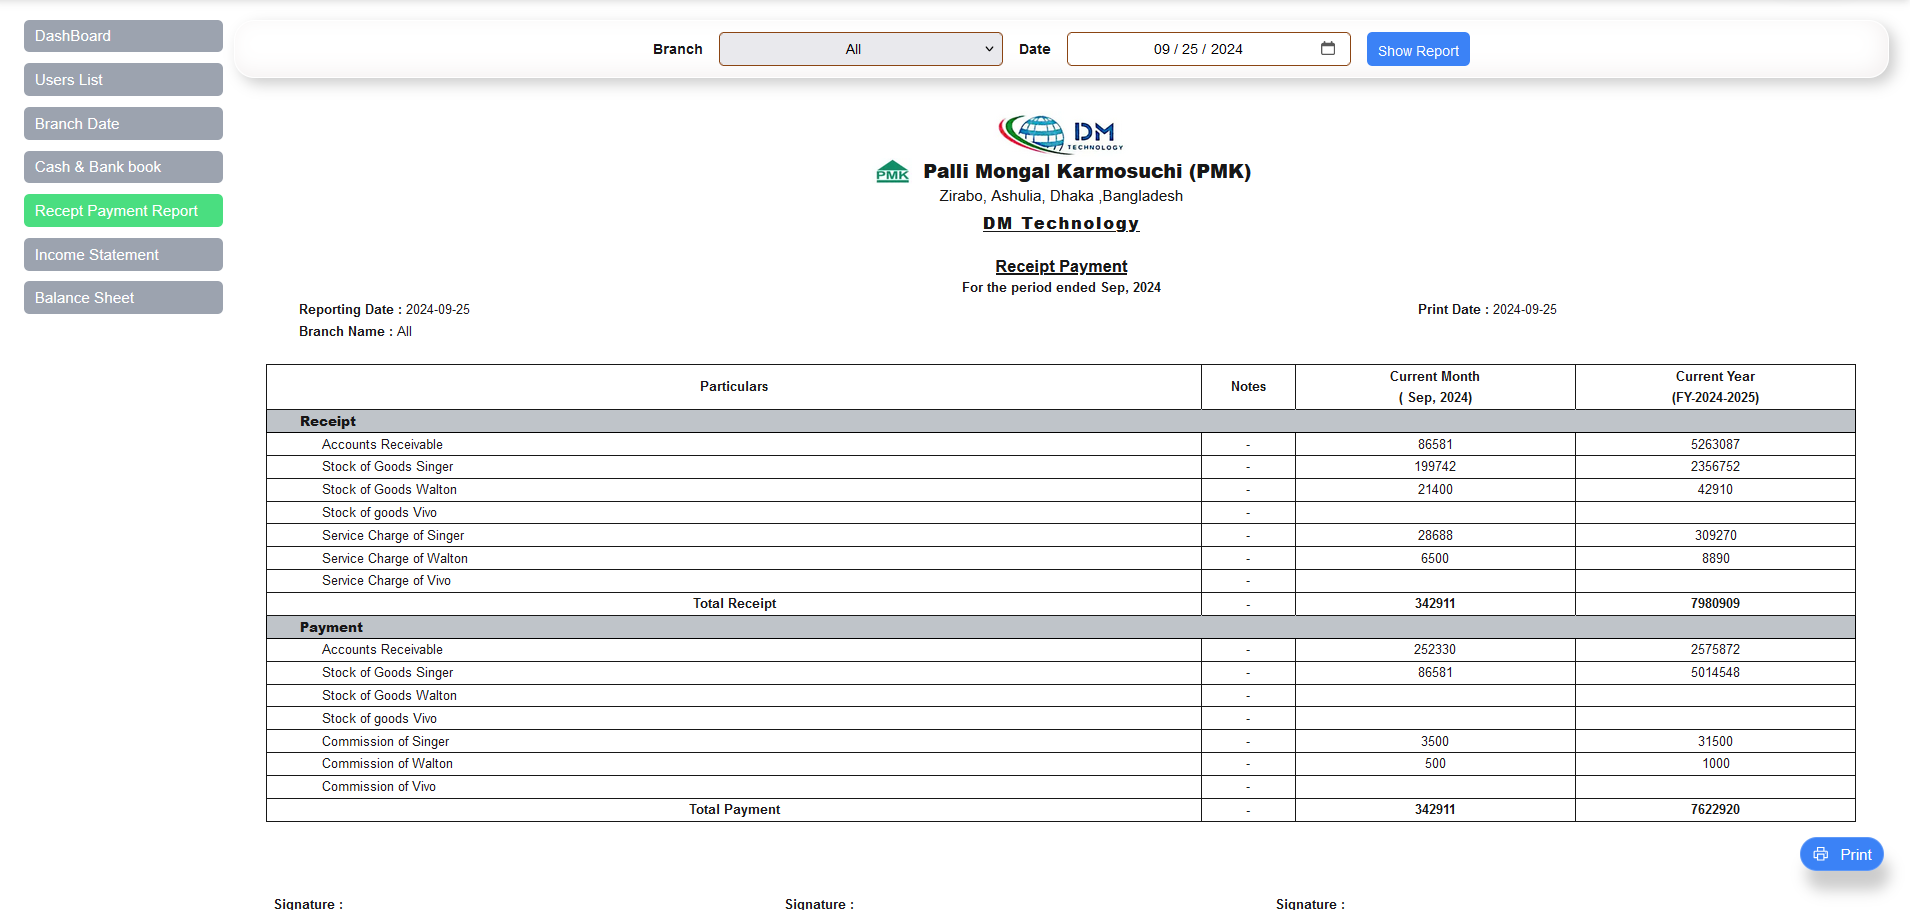 DashBoard
Users List
Branch Date
Cash & Bank book
Recept Payment Report
Income Statement
Balance Sheet
Branch All Date 09 / 25 / 2024 Show Report
DM
TECHNOLOGY
PMK Palli Mongal Karmosuchi (PMK)
Zirabo, Ashulia, Dhaka ,Bangladesh
DM Technology
Receipt Payment
For the period ended Sep, 2024
Reporting Date : 2024-09-25 Print Date : 2024-09-25
Branch Name : All
Particulars Notes Current Month Current Year
( Sep, 2024) (FY-2024-2025)
Receipt
Accounts Receivable - 86581 5263087
Stock of Goods Singer - 199742 2356752
Stock of Goods Walton - 21400 42910
Stock of goods Vivo -
Service Charge of Singer - 28688 309270
Service Charge of Walton - 6500 8890
Service Charge of Vivo -
Total Receipt - 342911 7980909
Payment
Accounts Receivable - 252330 2575872
Stock of Goods Singer - 86581 5014548
Stock of Goods Walton -
Stock of goods Vivo -
Commission of Singer - 3500 31500
Commission of Walton - 500 1000
Commission of Vivo -
Total Payment - 342911 7622920
Print
Signature : Signature : Signature :